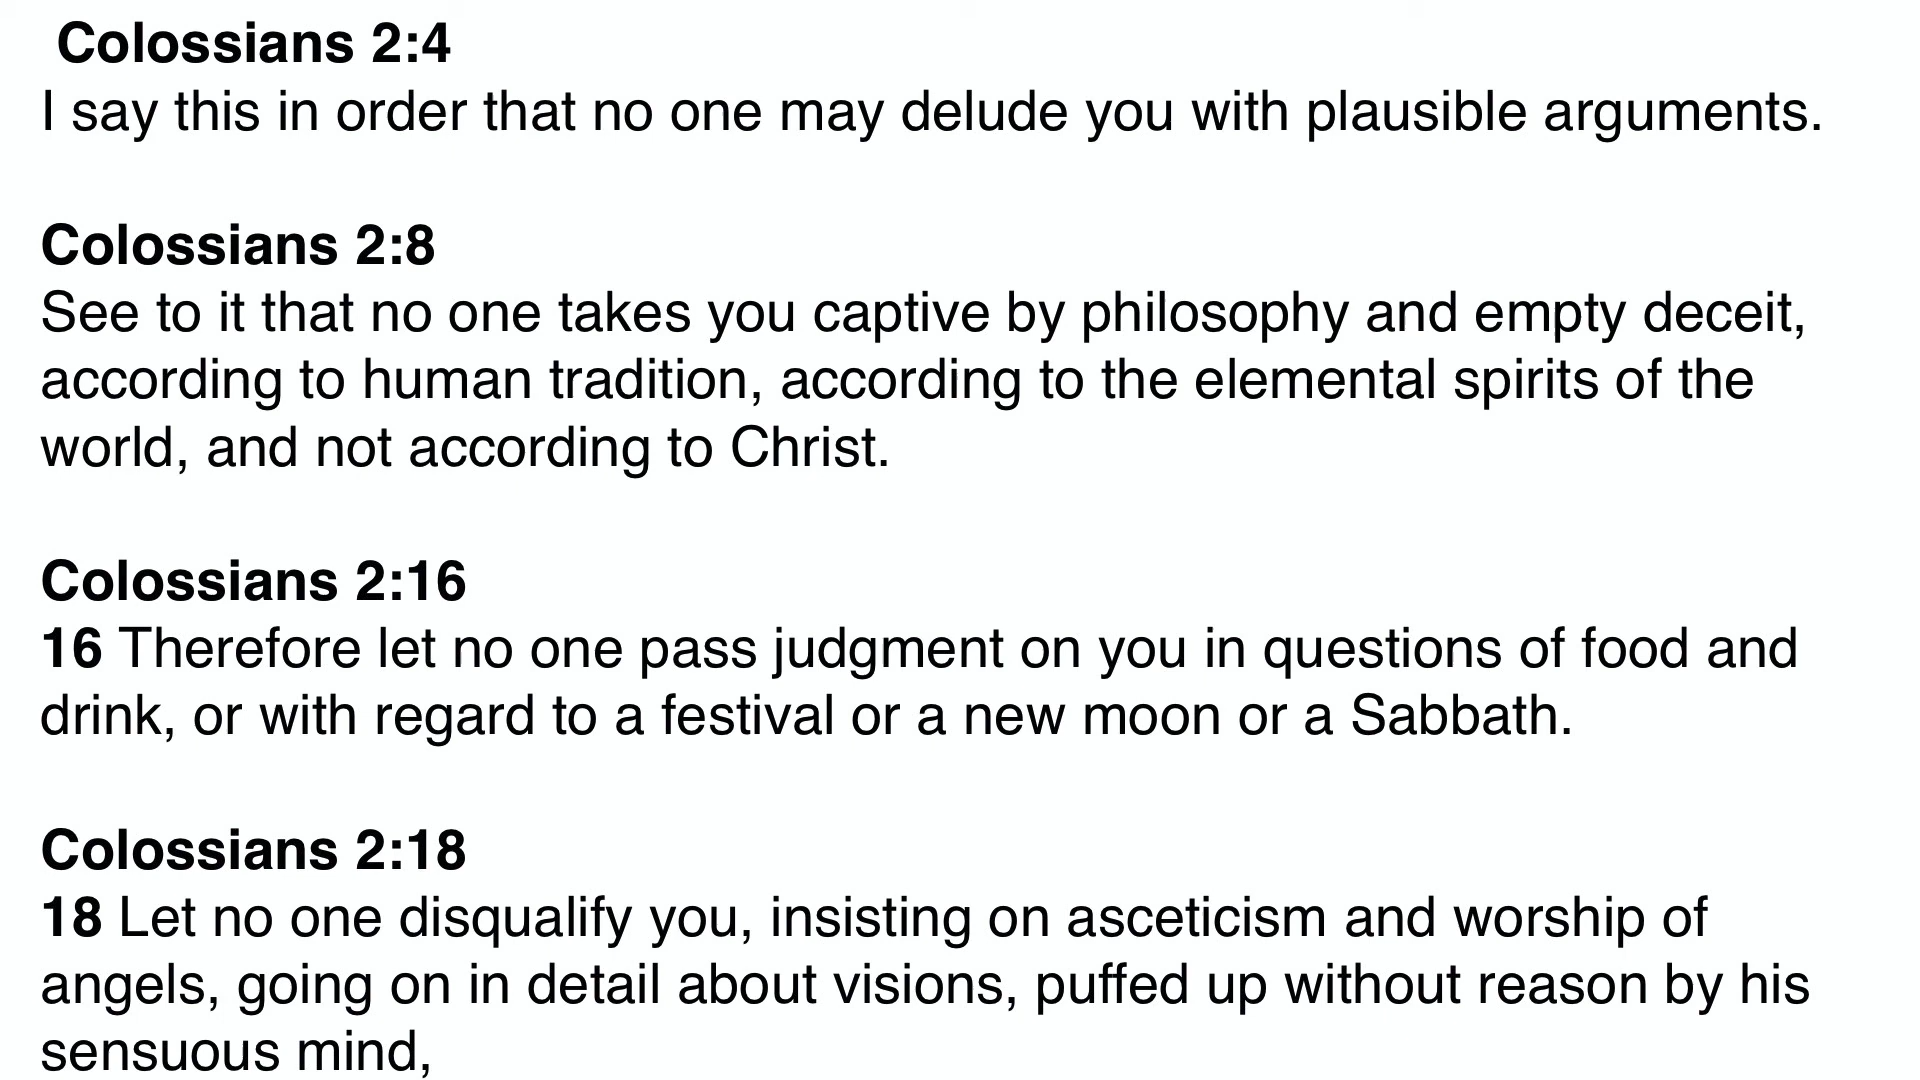 Colossians 2:4
I say this in order that no one may delude you with plausible arguments.
Colossians 2:8
See to it that no one takes you captive by philosophy and empty deceit,
according to human tradition, according to the elemental spirits of the
world, and not according to Christ.
Colossians 2:16
16 Therefore let no one pass judgment on you in questions of food and
drink, or with regard to a festival or a new moon or a Sabbath.
Colossians 2:18
18 Let no one disqualify you, insisting on asceticism and worship of
angels, going on in detail about visions, puffed up without reason by his
sensuous mind,